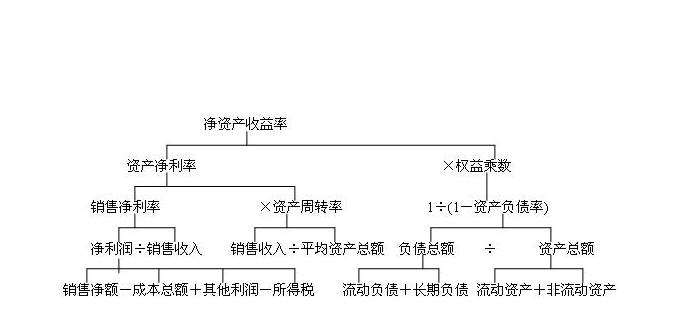 净资产收益率
资产净利率 ×权益乘数
销售净利率 ×资产周转率 1÷(1－资产负债率)
净利润÷销售收入 销售收入÷平均资产总额 负债总额 ÷ 资产总额
销售净额－成本总额＋其他利润－所得税 流动负债＋长期负债 流动资产＋非流动资产